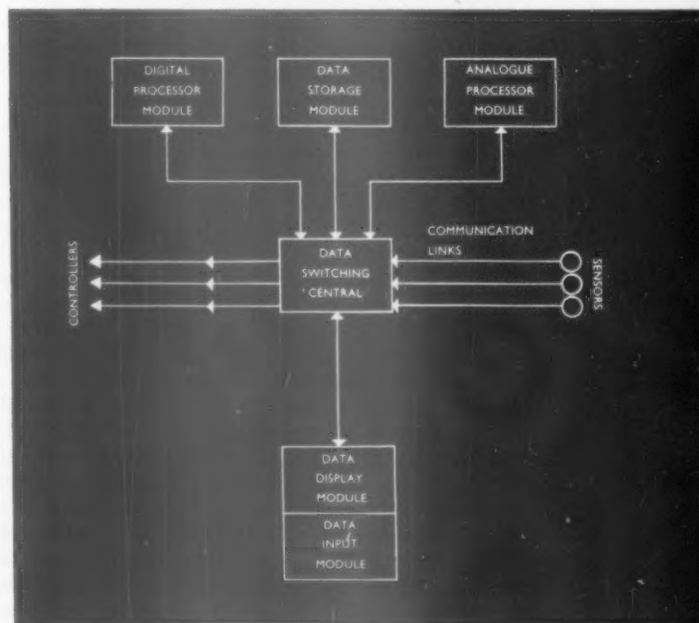 DIGITAL
PROCESSOR
MODULE
DATA
STORAGE
MODULE
ANALOGUE
PROCESSOR
MODULE
COMMUNICATION
LINKS
CONTROLLERS
DATA
SWITCHING
CENTRAL
SENSORS
DATA
DISPLAY
MODULE
DATA
INPUT
MODULE